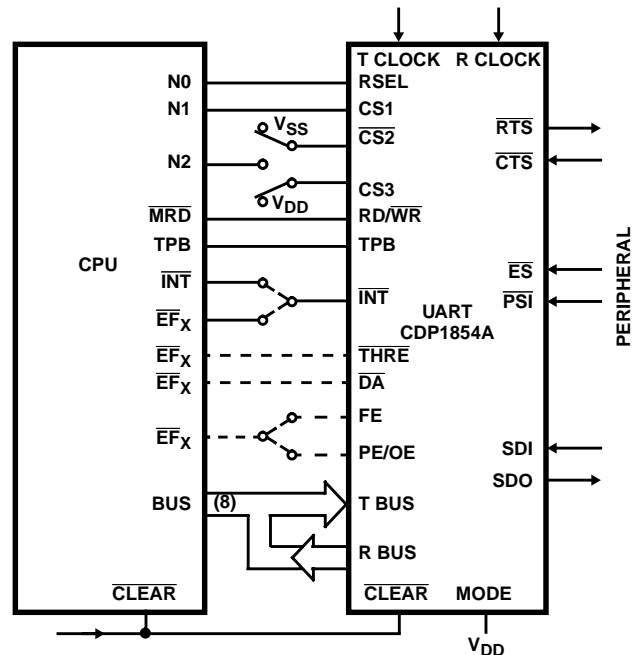 T CLOCK R CLOCK
N0 RSEL
N1 CS1
VSS
CS2
RTS
N2
CTS
CS3
VDD
MRD RD/WR
TPB TPB
CPU
ES
INT
INT
PSI
UART
CDP1854A
EFX
EFX THRE
EFX DA
PERIPHERAL
FE
EFX
PE/OE
SDI
SDO
BUS (8) T BUS
R BUS
CLEAR CLEAR MODE
VDD